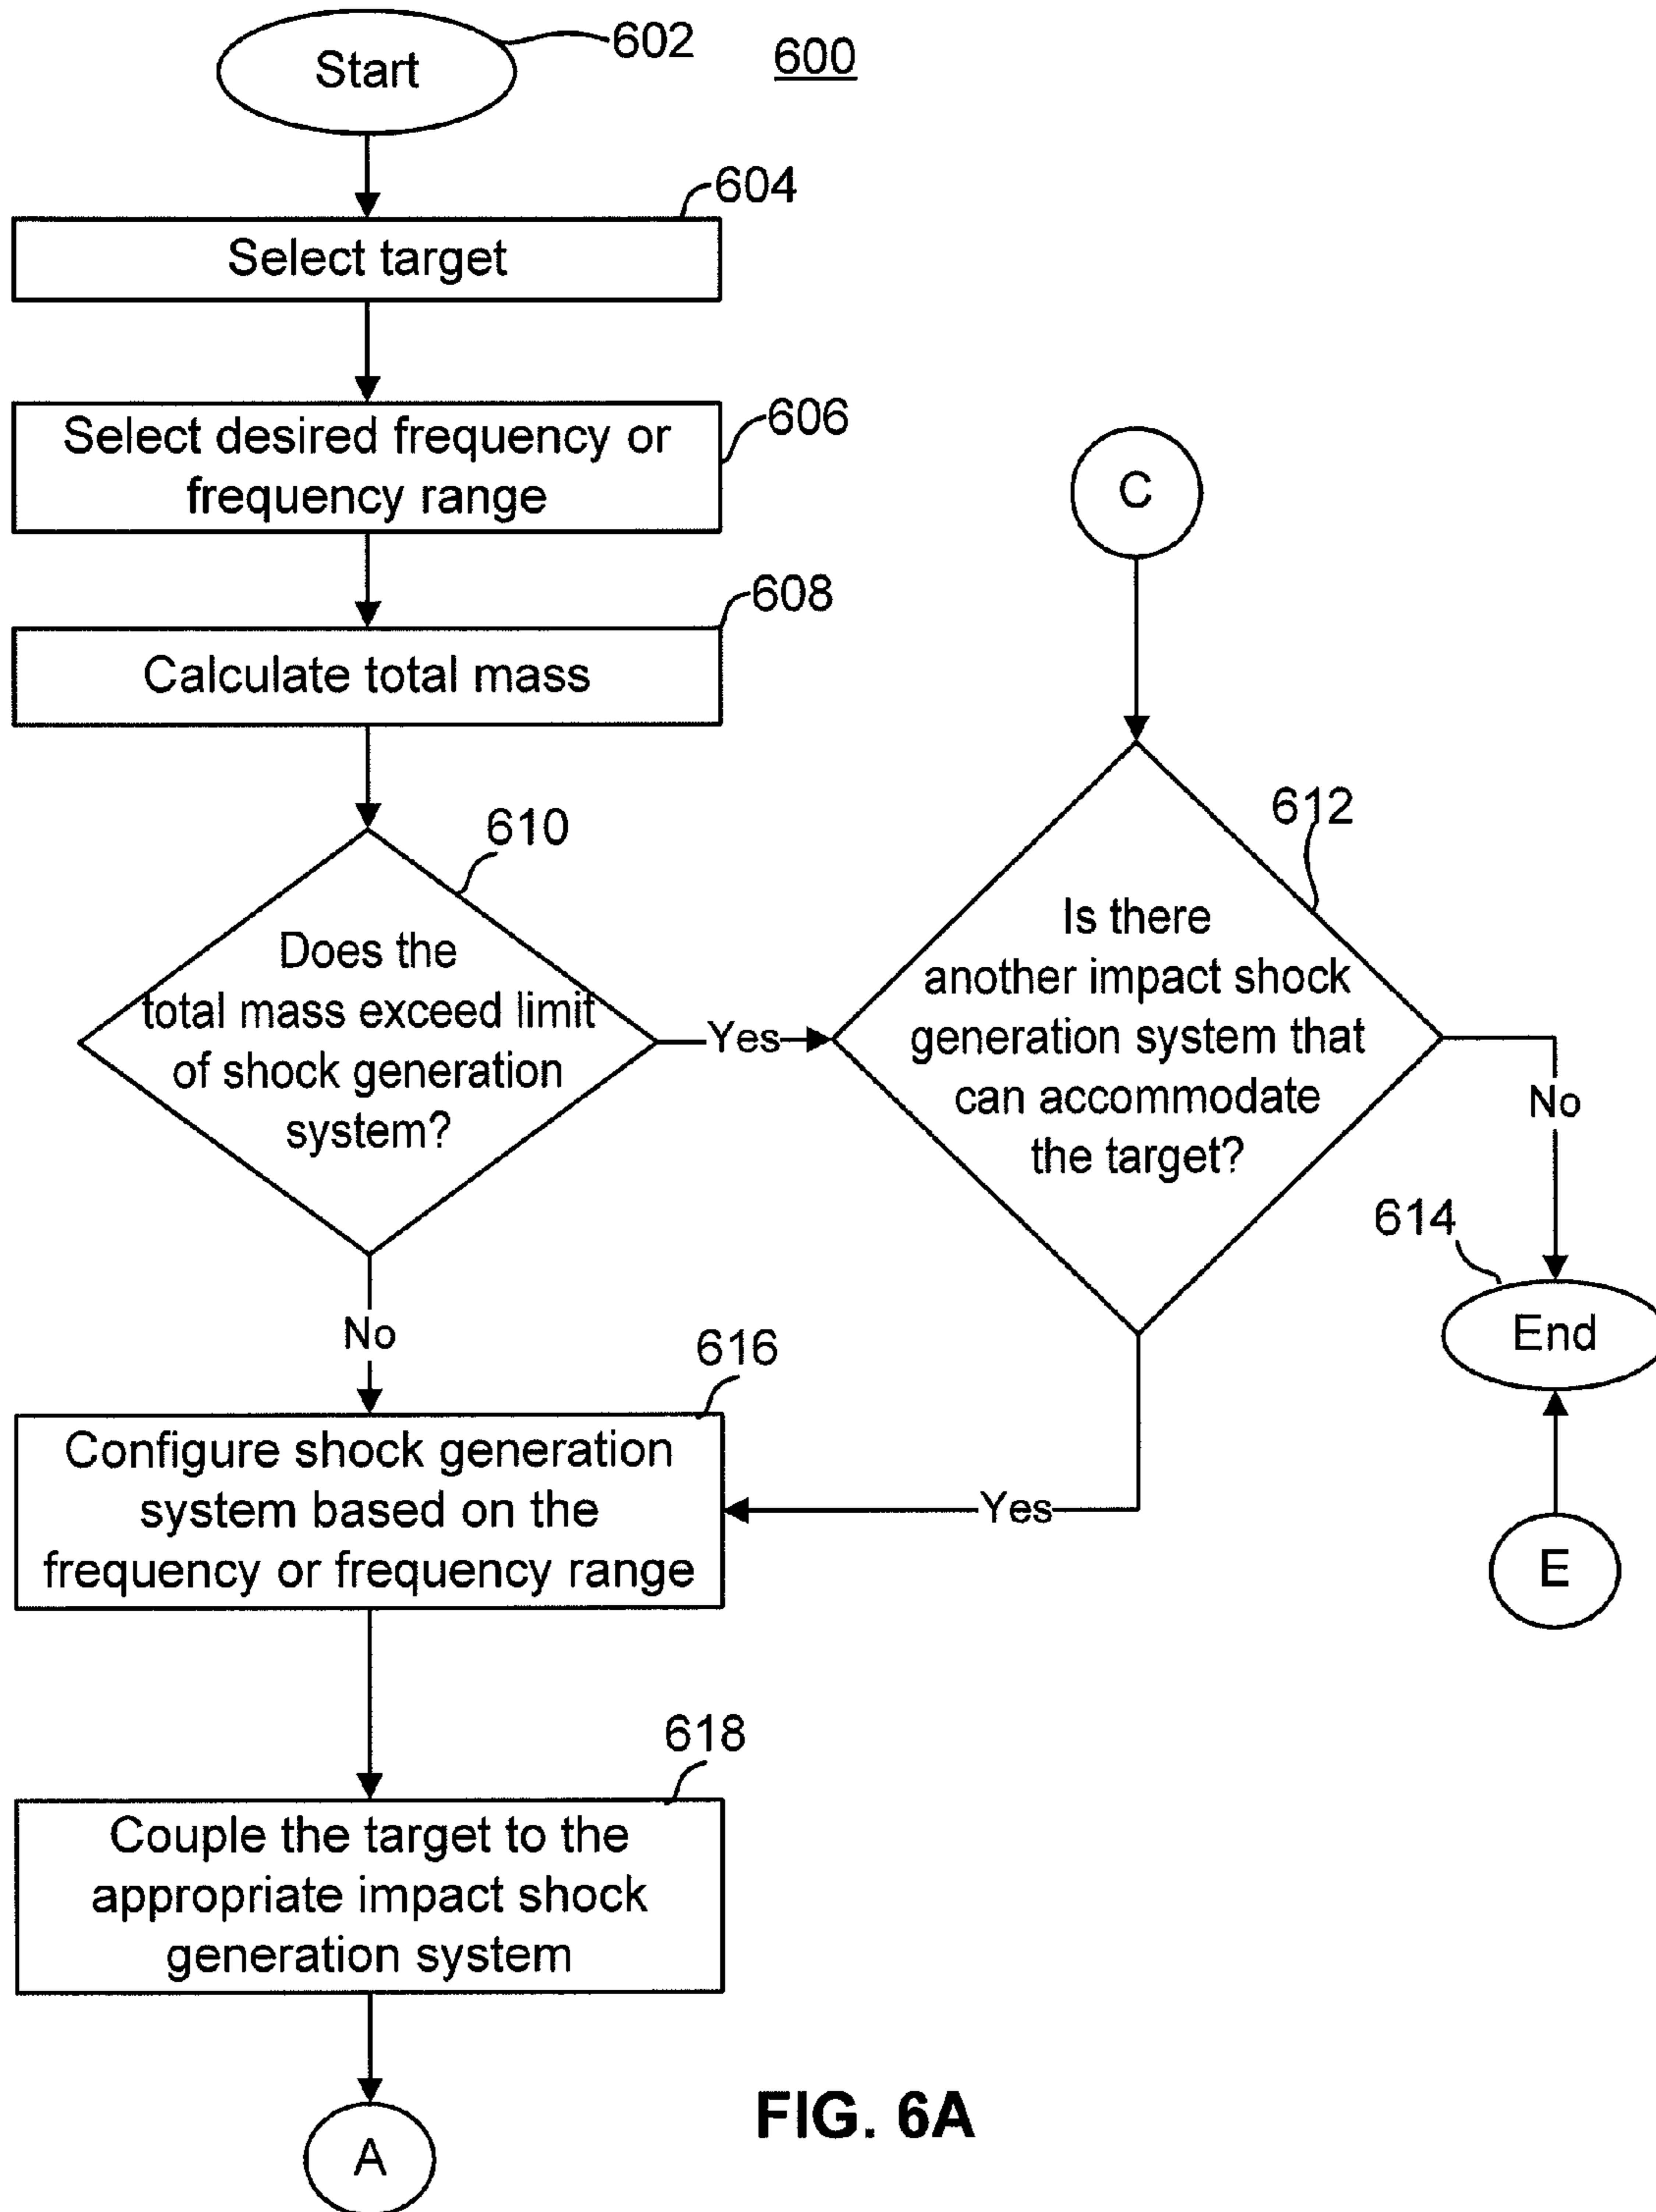 602
600
Start
604
Select target
606
Select desired frequency or
frequency range
C
608
Calculate total mass
610
612
Does the
total mass exceed limit
of shock generation
system?
Yes
Is there
another impact shock
generation system that
can accommodate
the target?
No
614
End
No
616
Configure shock generation
system based on the
frequency or frequency range
Yes
E
618
Couple the target to the
appropriate impact shock
generation system
A
FIG. 6A